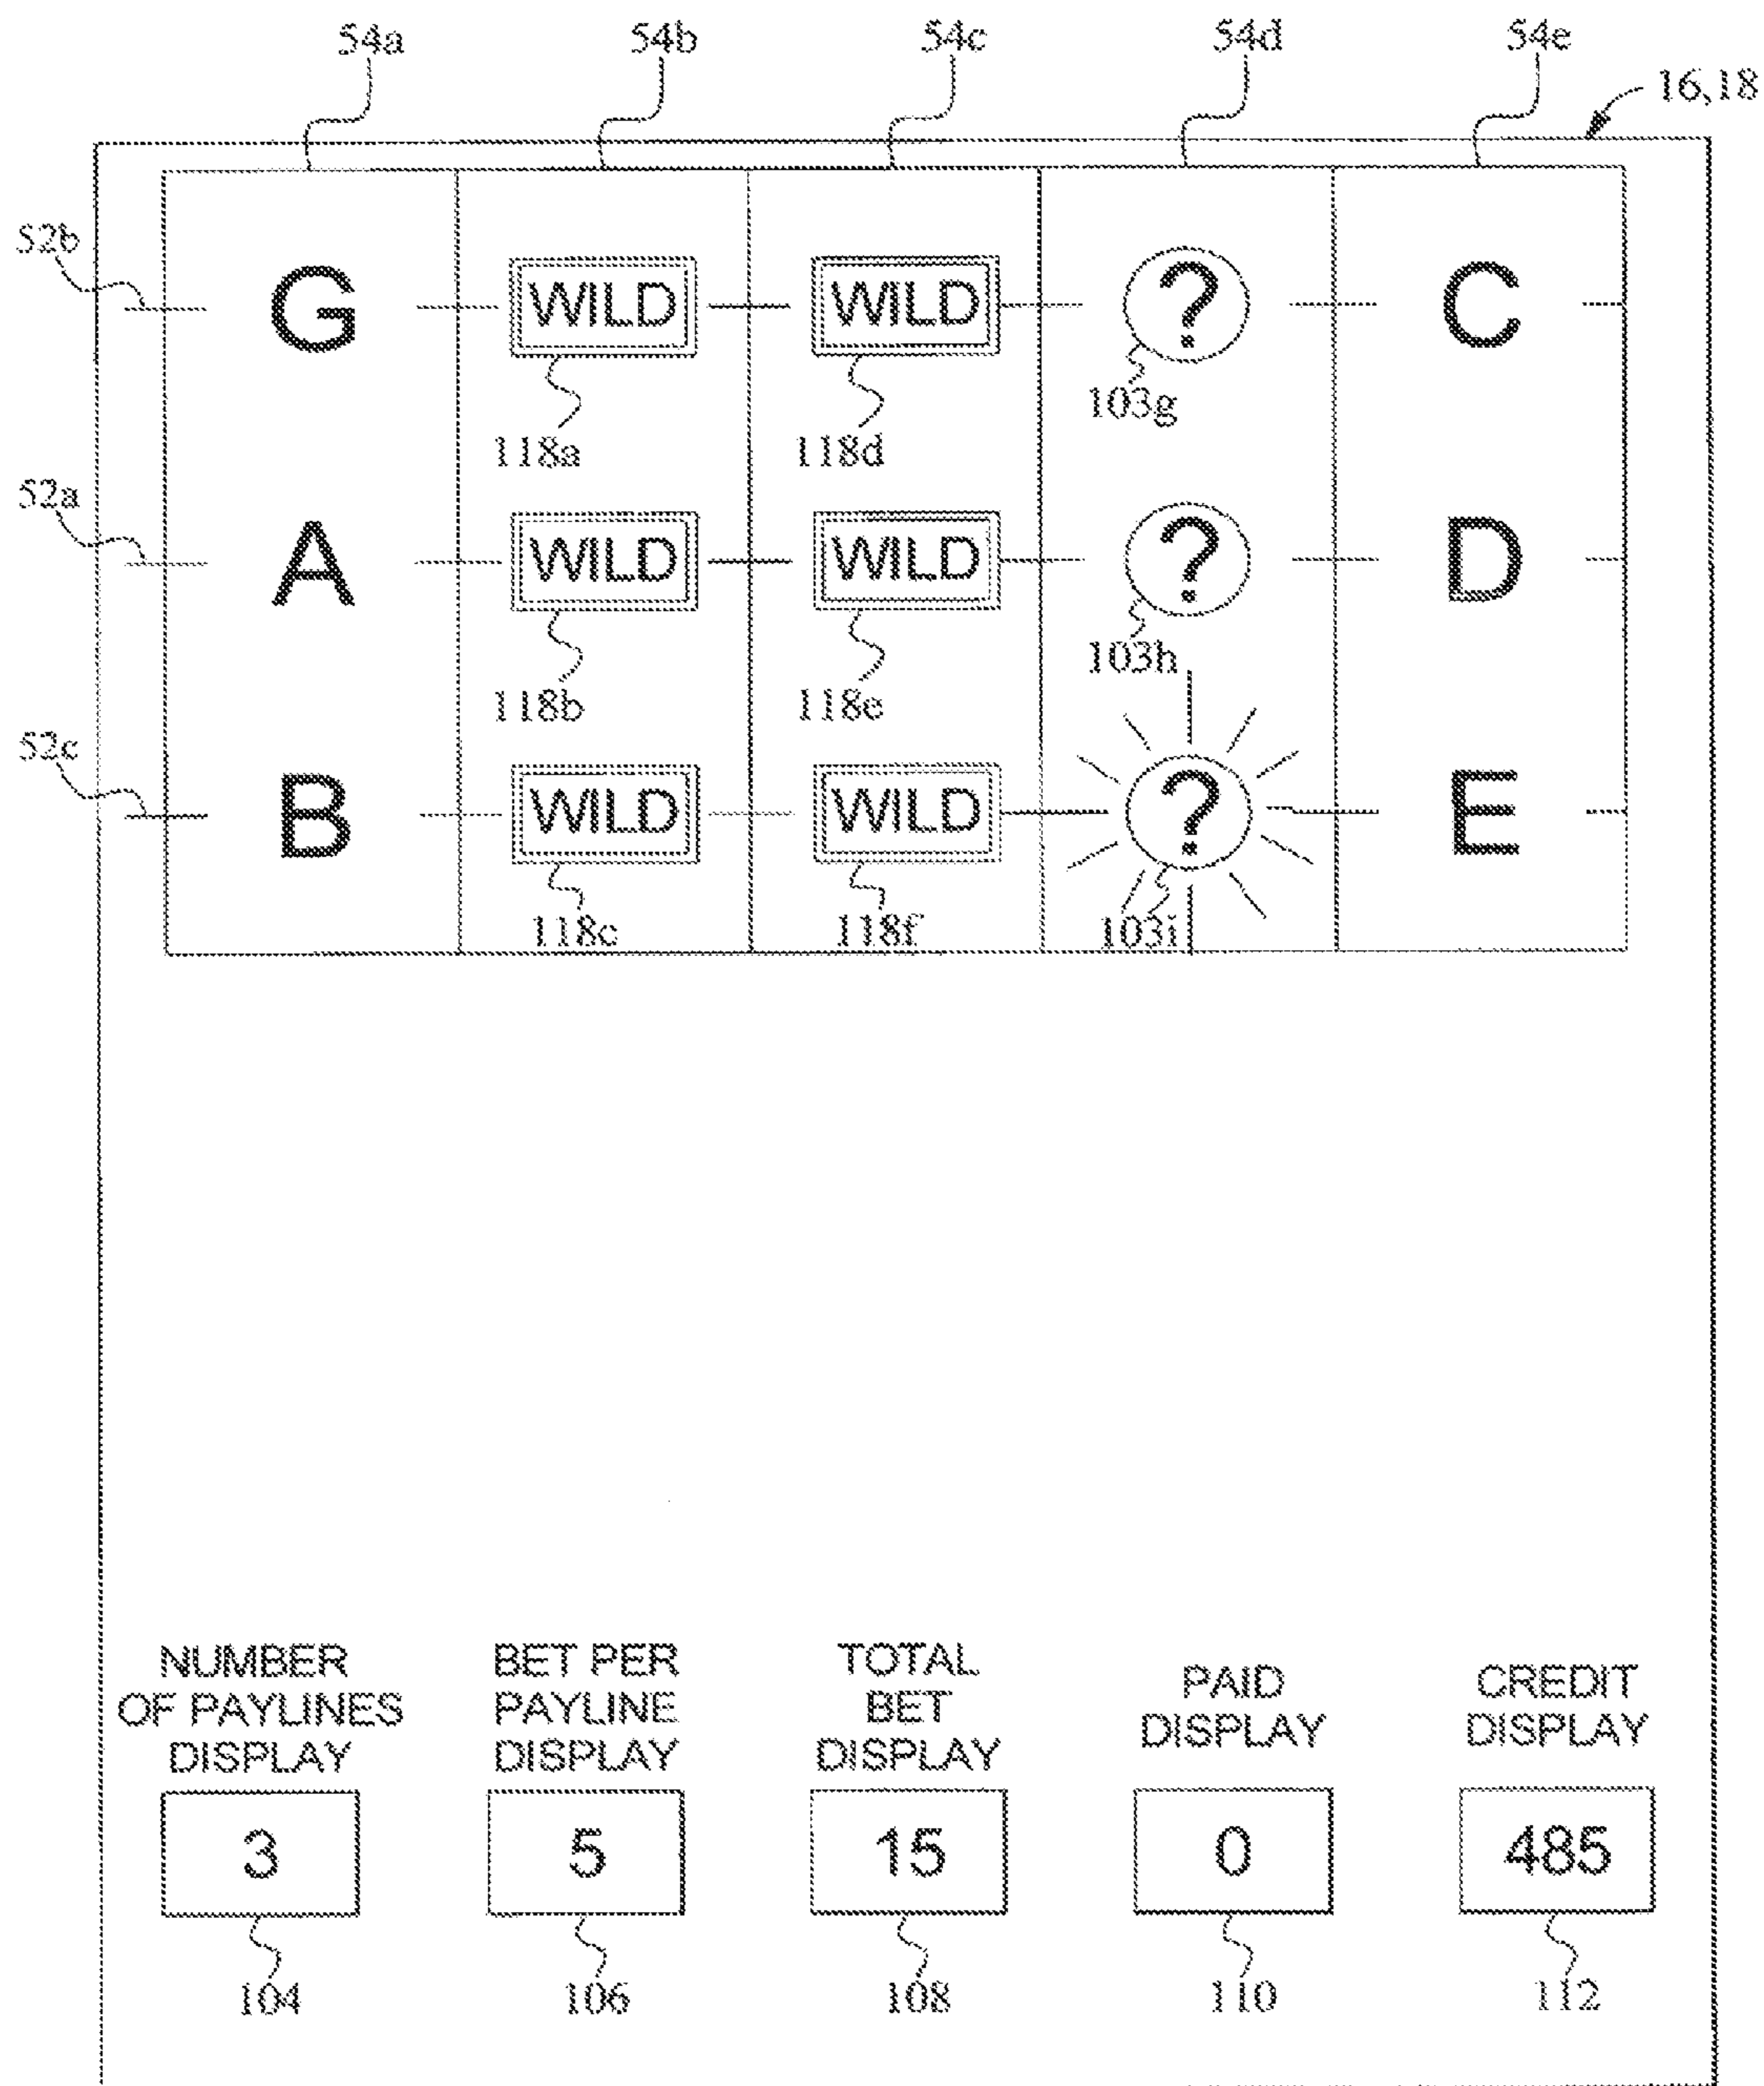 54a 54b 54c 54d 54e
16,18
52b G WILD WILD ? C
103g
118a 118d
52a A WILD WILD ? D
103h
118b 118e
52c B WILD WILD ? E
118c 118f 103i
NUMBER OF PAYLINES DISPLAY
BET PER PAYLINE DISPLAY
TOTAL BET DISPLAY
PAID DISPLAY
CREDIT DISPLAY
3 5 15 0 485
104 106 108 110 112